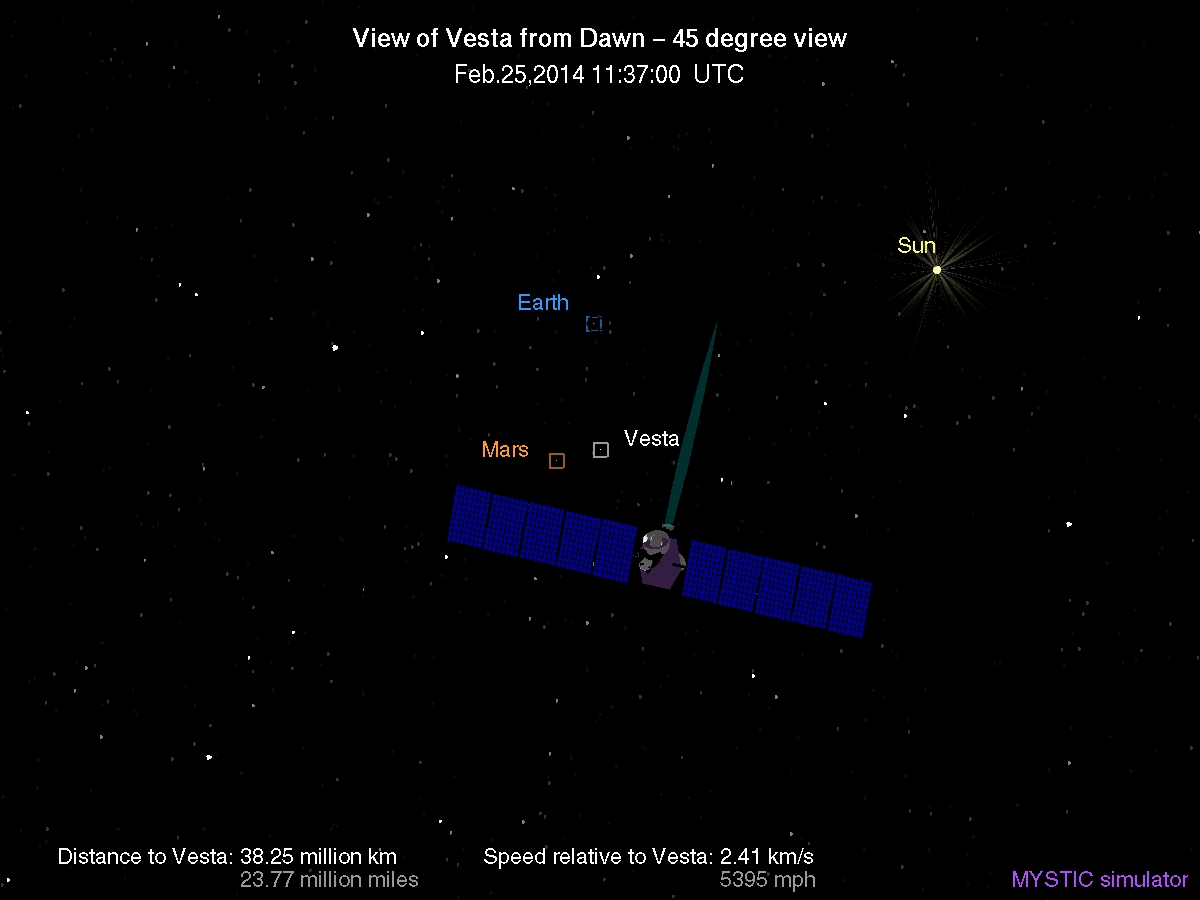 View of Vesta from Dawn – 45 degree view
Feb.25,2014 11:37:00 UTC
Sun
Earth
Vesta
Mars
Distance to Vesta: 38.25 million km
23.77 million miles
Speed relative to Vesta: 2.41 km/s
5395 mph
MYSTIC simulator